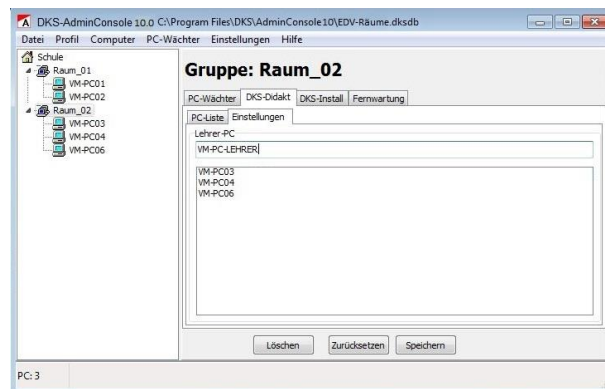 DKS-AdminConsole 10.0 C:\Program Files\DKS\AdminConsole10\EDV-Räume.dksdb
Datei Profil Computer PC-Wächter Einstellungen Hilfe
Schule
Raum_01
VM-PC01
VM-PC02
Raum_02
VM-PC03
VM-PC04
VM-PC06
Gruppe: Raum_02
PC-Wächter DKS-Didakt DKS-Install Fernwartung
PC-Liste Einstellungen
Lehrer-PC
VM-PC-LEHRER
VM-PC03
VM-PC04
VM-PC06
Löschen Zurücksetzen Speichern
PC: 3